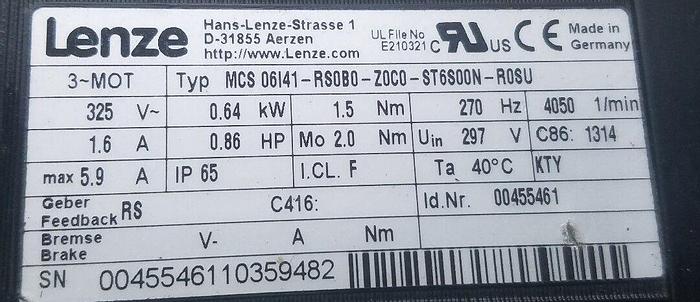 Lenze Hans-Lenze-Strasse 1 D-31855 Aerzen http://www.Lenze.com UL File No E210321 C RU US CE Made in Germany
3~MOT Typ MCS 06I41-RS0B0-Z0C0-ST6S00N-R0SU
325 V~ 0.64 kW 1.5 Nm 270 Hz 4050 1/min
1.6 A 0.86 HP Mo 2.0 Nm Uin 297 V C86: 1314
max 5.9 A IP 65 I.CL. F Ta 40°C KTY
Geber Feedback RS C416: Id.Nr. 00455461
Bremse Brake V- A Nm
SN 0045546110359482